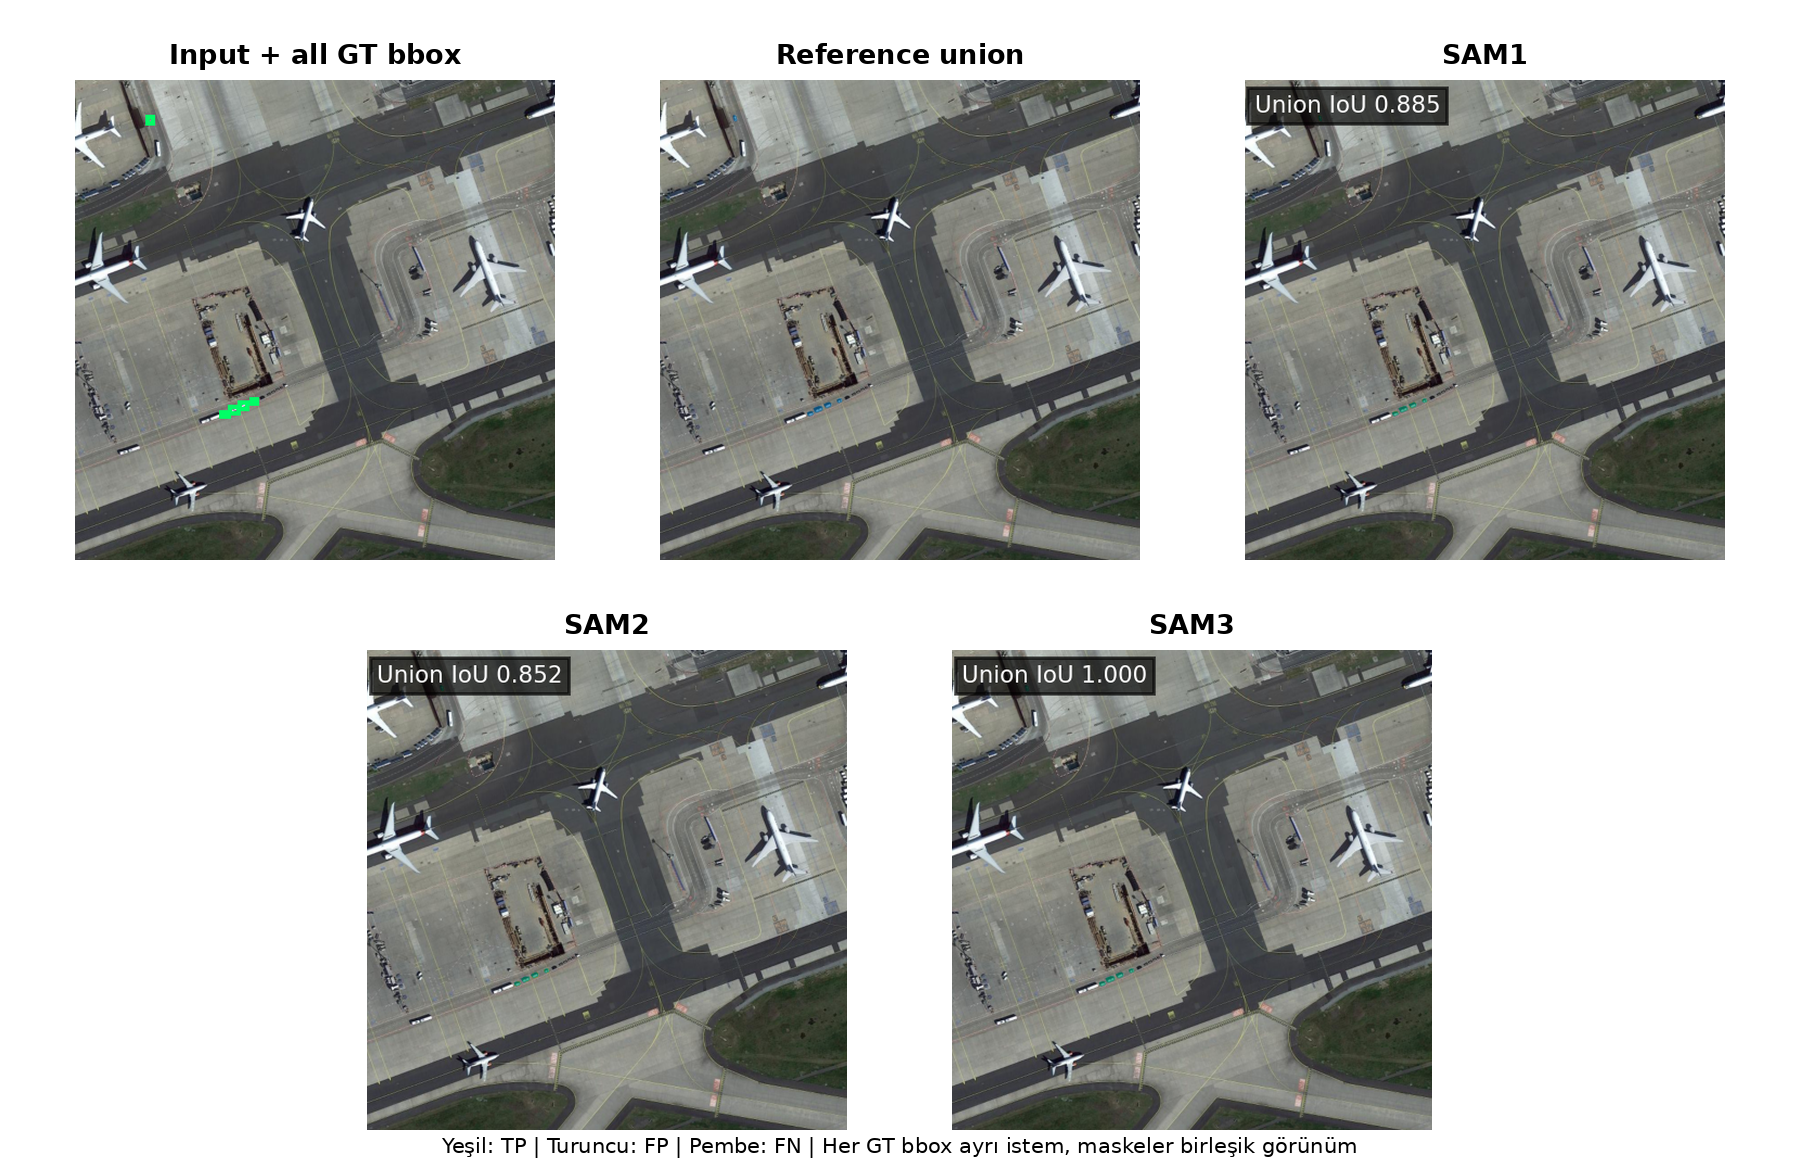 Input + all GT bbox
Reference union
SAM1
Union IoU 0.885
SAM2
SAM3
Union IoU 0.852
Union IoU 1.000
Yeşil: TP | Turuncu: FP | Pembe: FN | Her GT bbox ayrı istem, maskeler birleşik görünüm